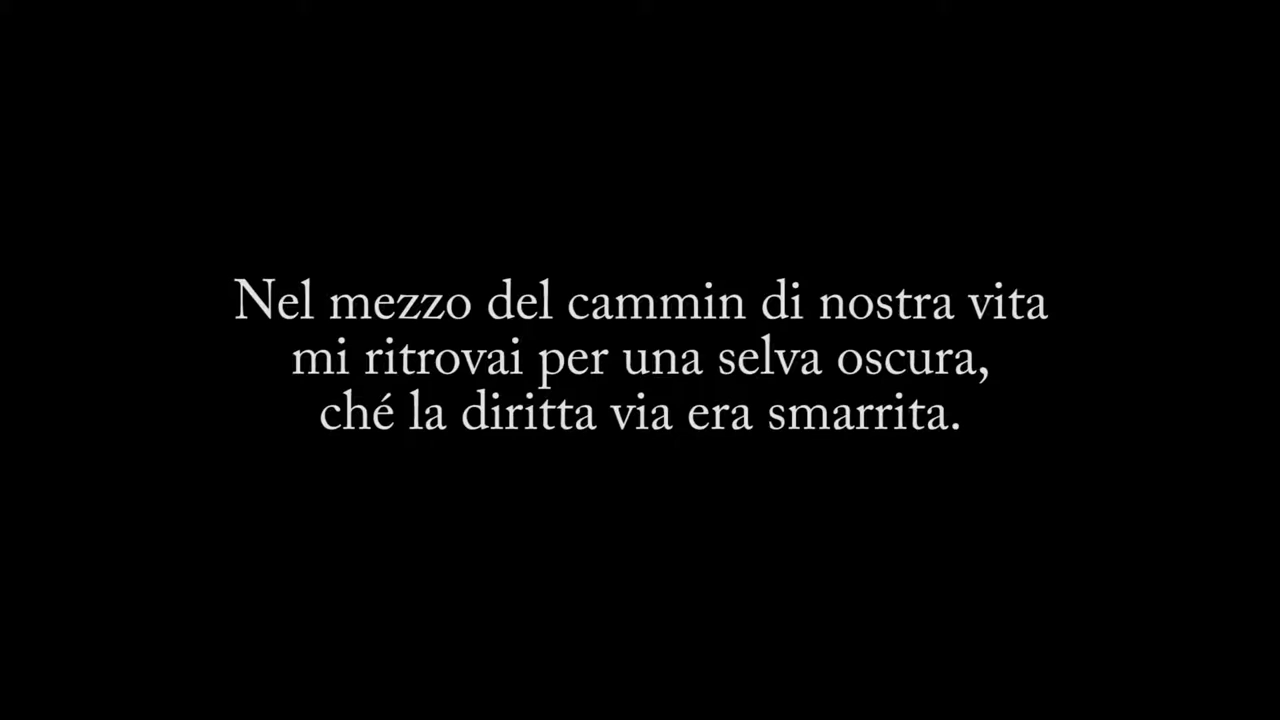 Nel mezzo del cammin di nostra vita
mi ritrovai per una selva oscura,
ché la diritta via era smarrita.